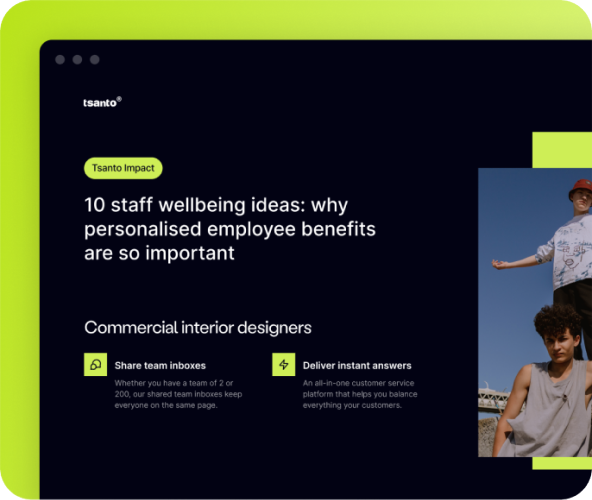 tsanto®
Tsanto Impact
10 staff wellbeing ideas: why
personalised employee benefits
are so important
Commercial interior designers
Share team inboxes
Whether you have a team of 2 or
200, our shared team inboxes keep
everyone on the same page.
Deliver instant answers
An all-in-one customer service
platform that helps you balance
everything your customers.